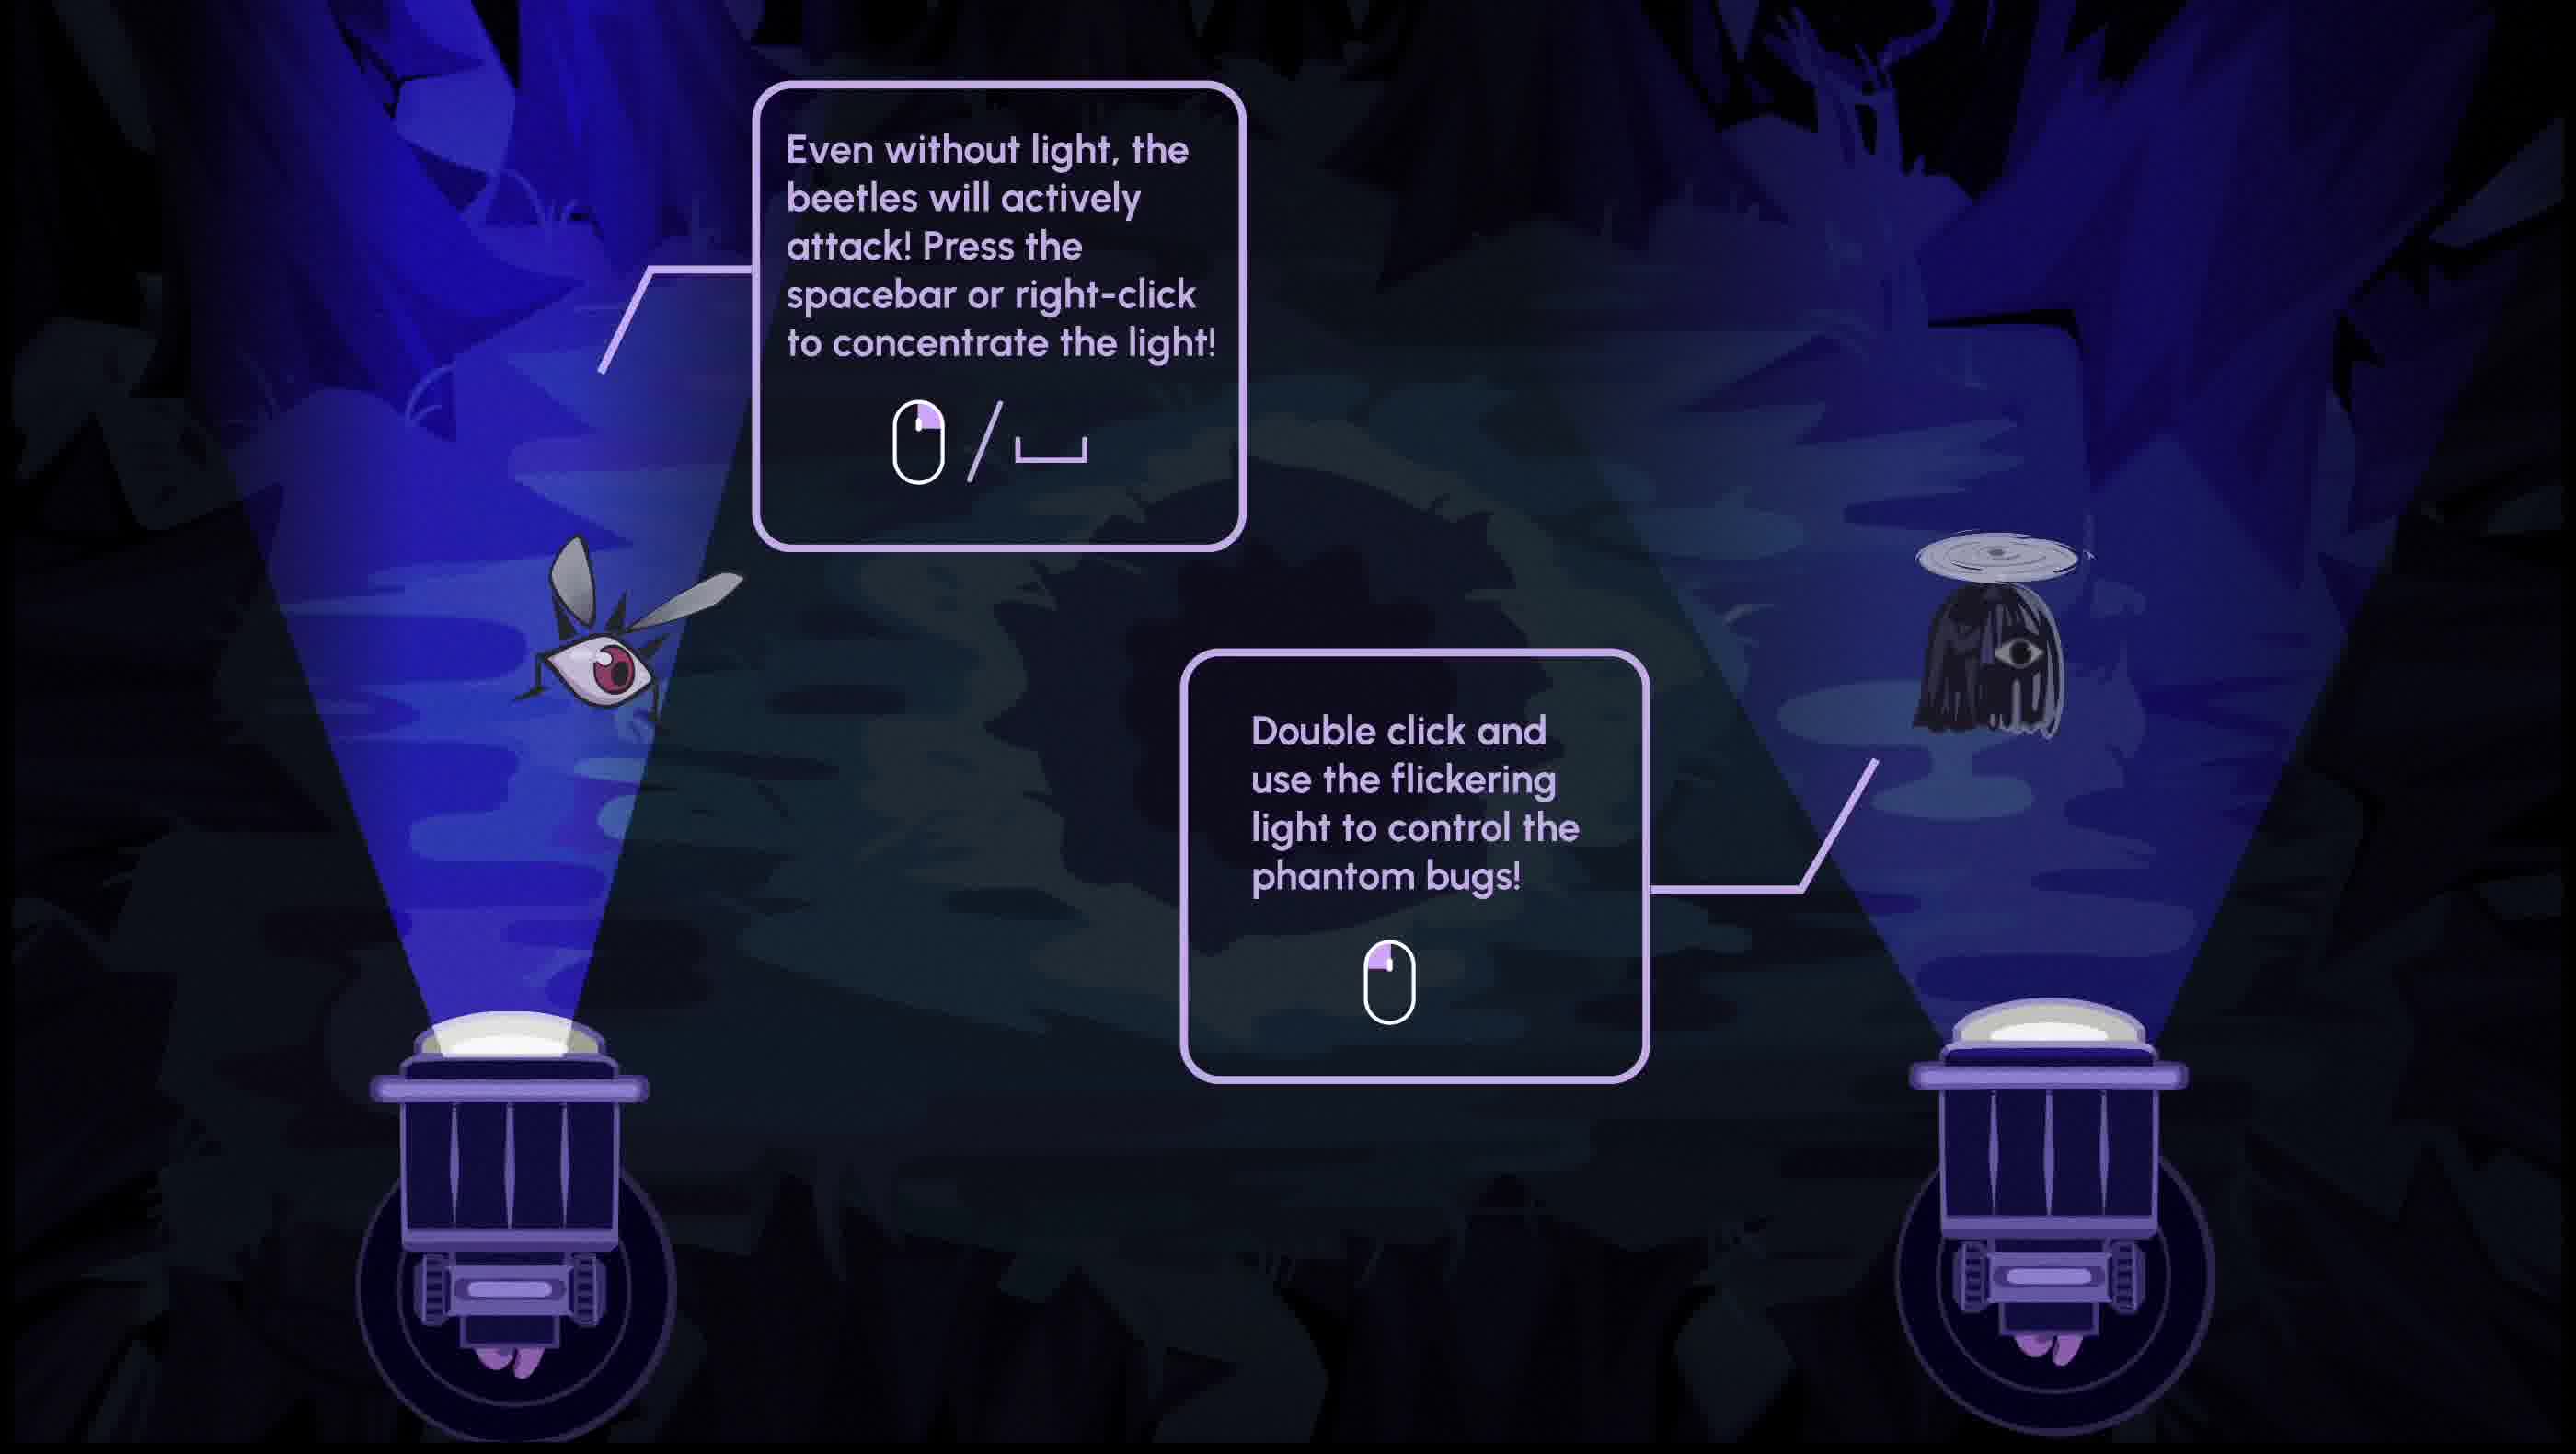 Even without light, the
beetles will actively
attack! Press the
spacebar or right-click
to concentrate the light!
/
Double click and
use the flickering
light to control the
phantom bugs!